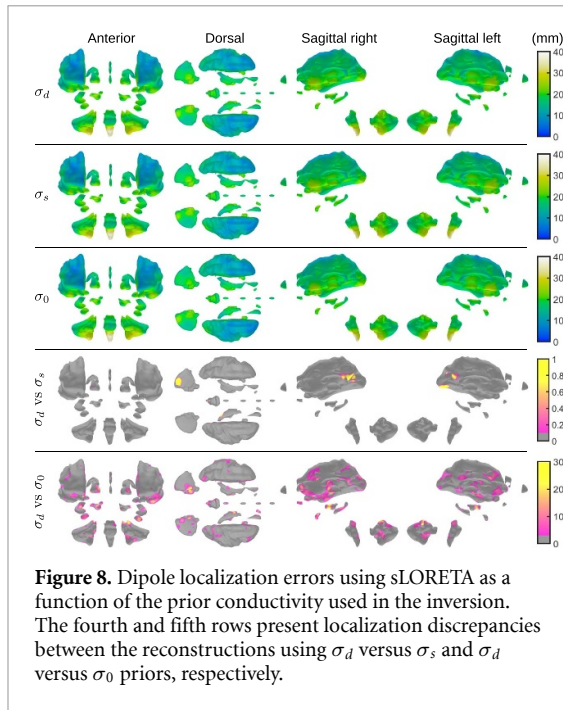 Anterior Dorsal Sagittal right Sagittal left (mm)
σd 40 30 20 10 0
σs 40 30 20 10 0
σ0 40 30 20 10 0
σd vs σs 1 0.8 0.6 0.4 0.2 0
σd vs σ0 30 20 10 0
Figure 8. Dipole localization errors using sLORETA as a
function of the prior conductivity used in the inversion.
The fourth and fifth rows present localization discrepancies
between the reconstructions using σd versus σs and σd
versus σ0 priors, respectively.